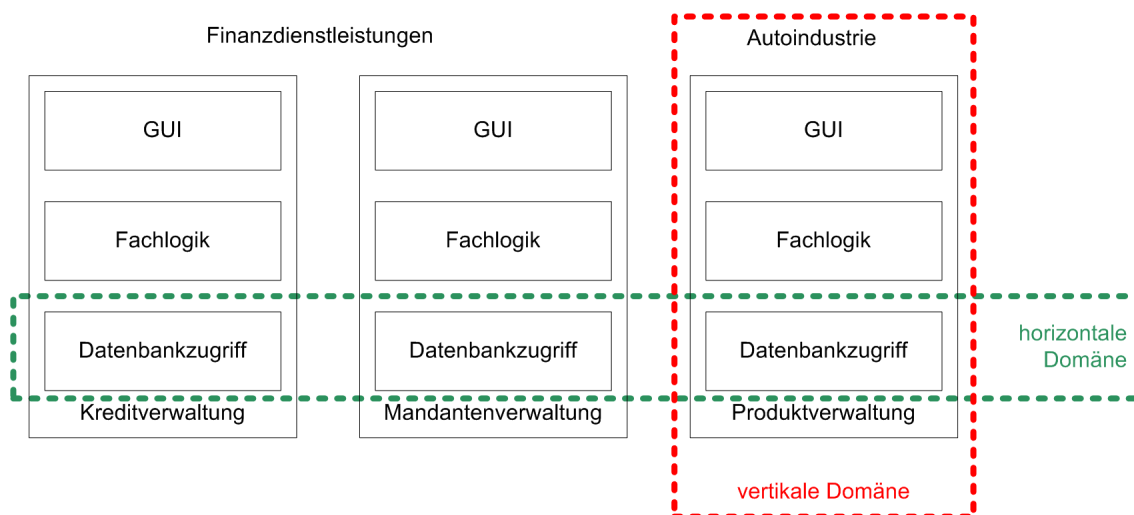 Finanzdienstleistungen
Autoindustrie
GUI
GUI
GUI
Fachlogik
Fachlogik
Fachlogik
Datenbankzugriff
Datenbankzugriff
Datenbankzugriff
horizontale
Domäne
Kreditverwaltung
Mandantenverwaltung
Produktverwaltung
vertikale Domäne